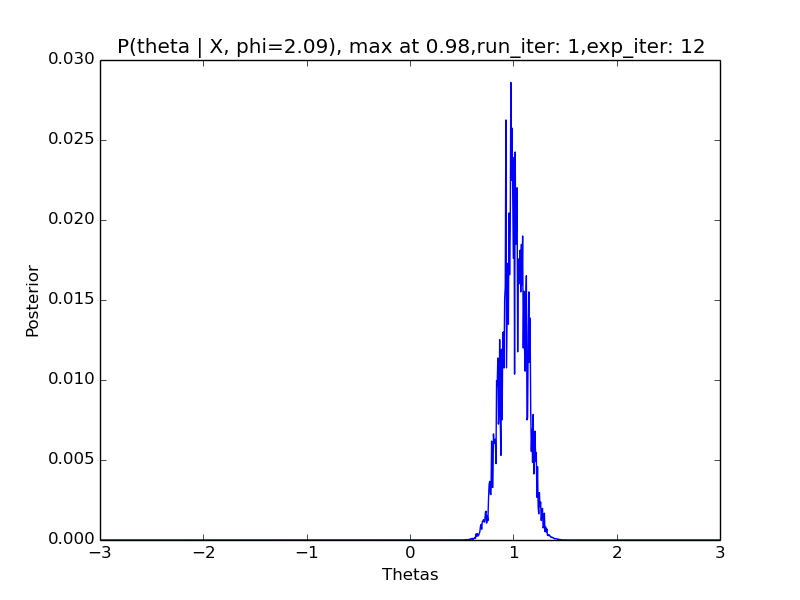 P(theta | X, phi=2.09), max at 0.98,run_iter: 1,exp_iter: 12
0.030
0.025
0.020
0.015
0.010
0.005
0.000
Posterior
−3 −2 −1 0 1 2 3
Thetas